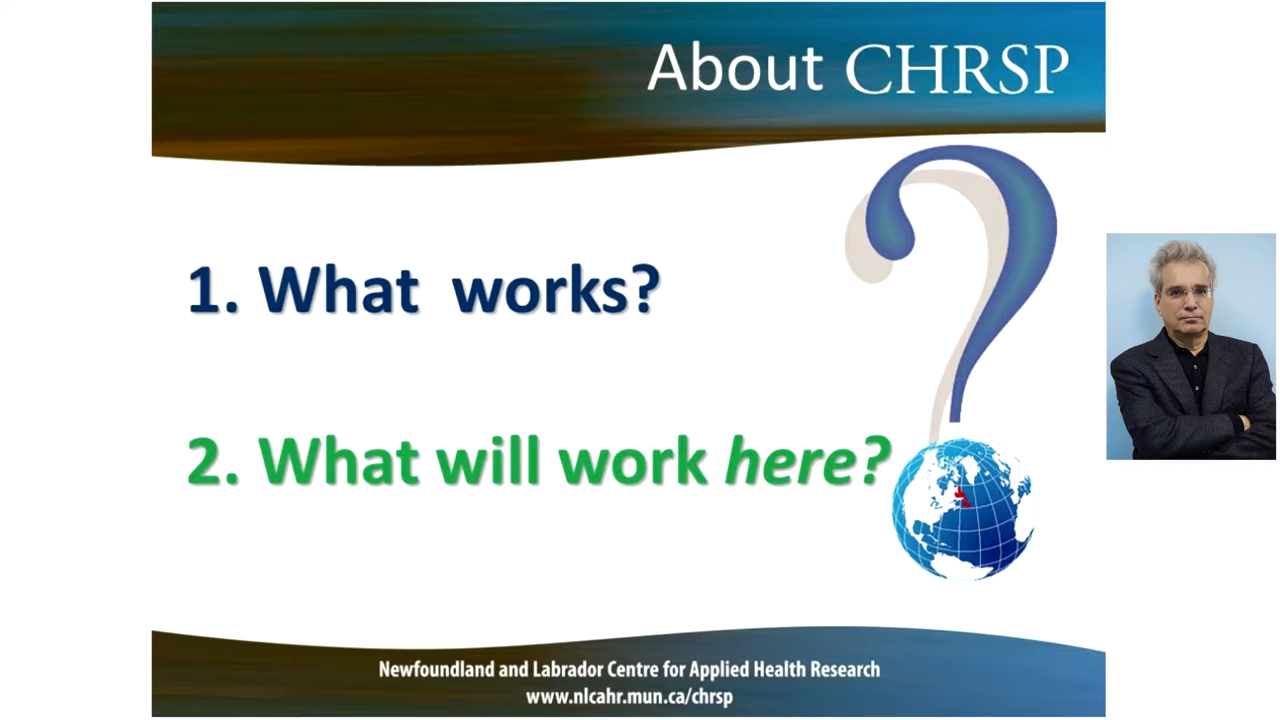 About CHRSP
1. What works?
2. What will work here?
Newfoundland and Labrador Centre for Applied Health Research
www.nlcahr.mun.ca/chrsp